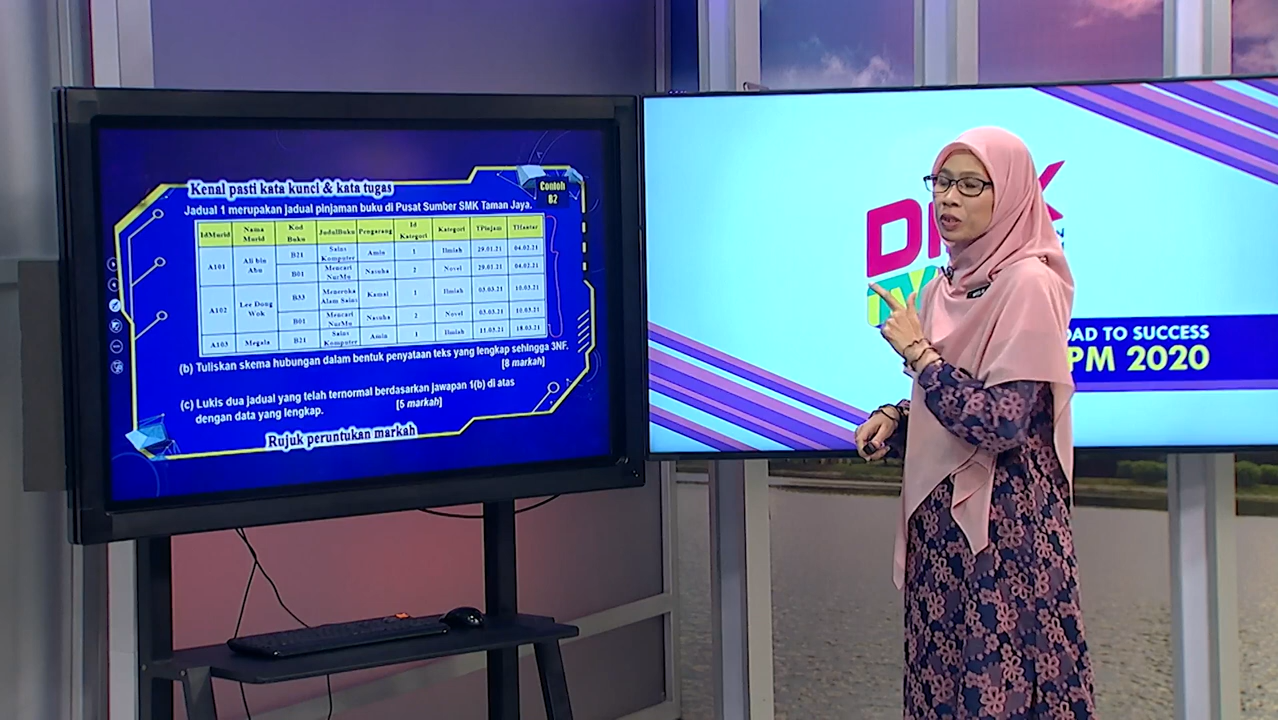 Kenal pasti kata kunci & kata tugas
Contoh
B2
Jadual 1 merupakan jadual pinjaman buku di Pusat Sumber SMK Taman Jaya.
IdMurid Nama Murid Kod Buku JudulBuku Pengarang Id Kategori Kategori TPinjam THantar
A101 Ali bin Abu B21 Sains Komputer Amin 1 Ilmiah 29.01.21 04.02.21
B01 Mencari NurMu Nasuha 2 Novel 29.01.21 04.02.21
A102 Lee Dong Wok B33 Meneroka Alam Sains Kamal 1 Ilmiah 03.03.21 10.03.21
B01 Mencari NurMu Nasuha 2 Novel 03.03.21 10.03.21
A103 Megala B21 Sains Komputer Amin 1 Ilmiah 11.03.21 18.03.21
(b) Tuliskan skema hubungan dalam bentuk penyataan teks yang lengkap sehingga 3NF.
[8 markah]
(c) Lukis dua jadual yang telah ternormal berdasarkan jawapan 1(b) di atas
dengan data yang lengkap. [5 markah]
Rujuk peruntukan markah
OAD TO SUCCESS
PM 2020